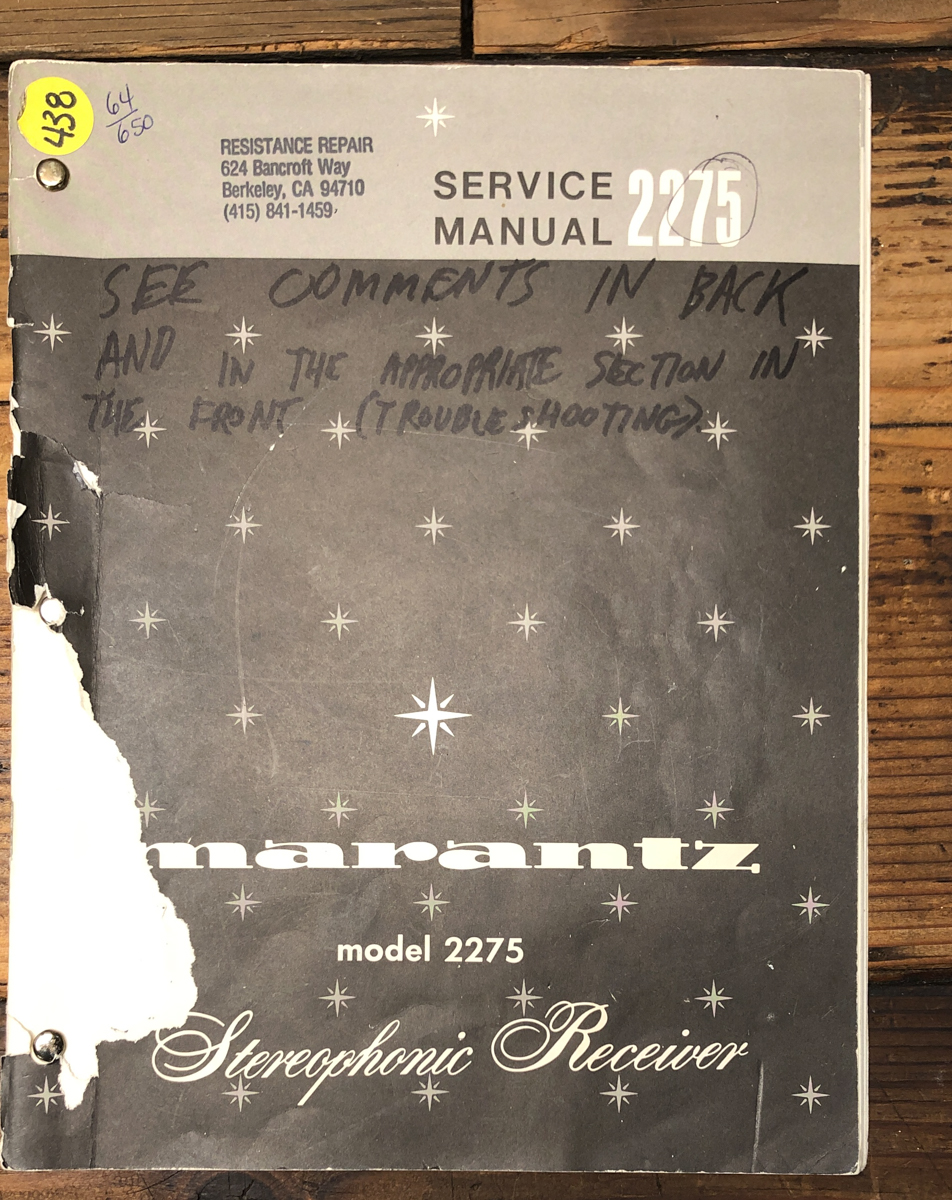 438
64/650
RESISTANCE REPAIR
624 Bancroft Way
Berkeley, CA 94710
(415) 841-1459
SERVICE MANUAL 2275
SEE COMMENTS IN BACK
AND IN THE APPROPRIATE SECTION IN
THE FRONT (TROUBLESHOOTING).
marantz
model 2275
Stereophonic Receiver